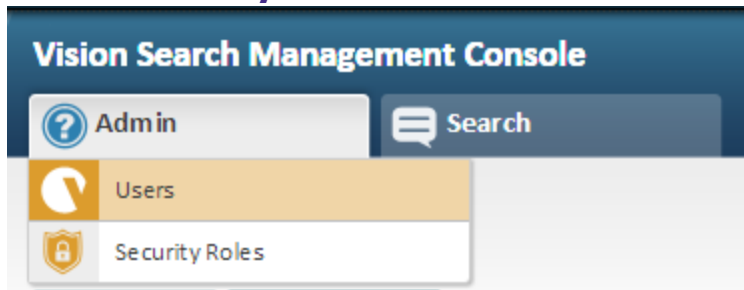 Vision Search Management Console
Admin
Search
Users
Security Roles